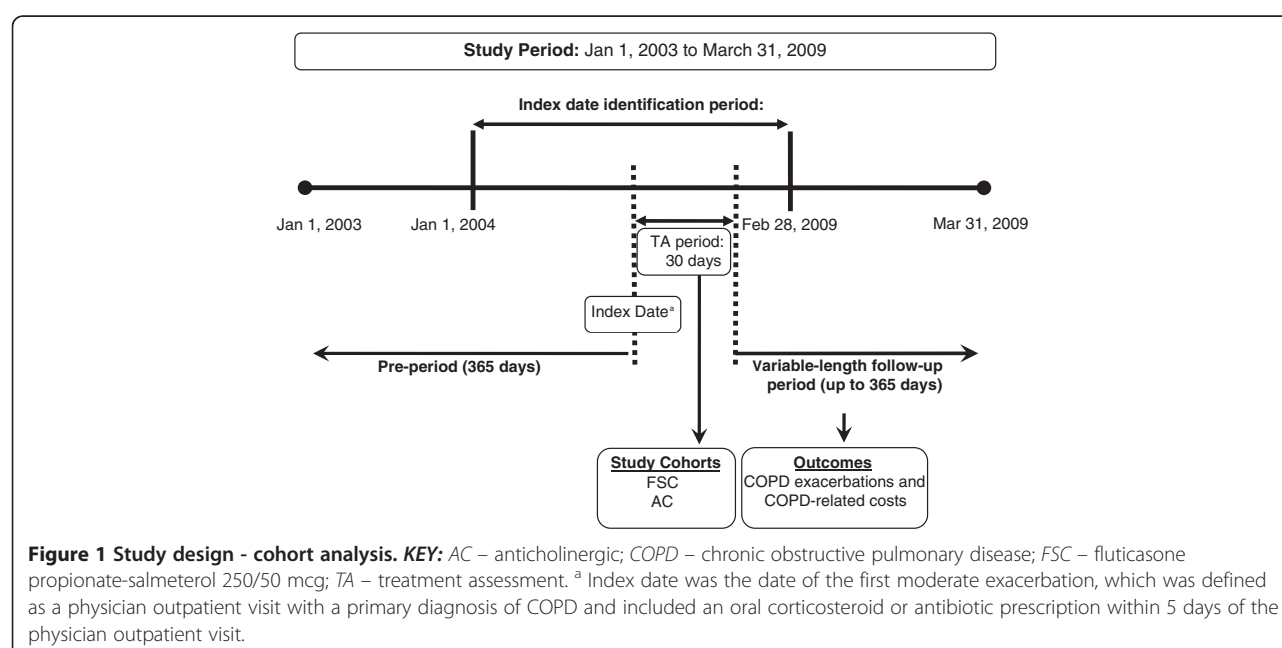 Study Period: Jan 1, 2003 to March 31, 2009
Index date identification period:
Jan 1, 2003
Jan 1, 2004
Feb 28, 2009
Mar 31, 2009
TA period:
30 days
Index Dateᵃ
Pre-period (365 days)
Variable-length follow-up
period (up to 365 days)
Study Cohorts
FSC
AC
Outcomes
COPD exacerbations and
COPD-related costs
Figure 1 Study design - cohort analysis. KEY: AC – anticholinergic; COPD – chronic obstructive pulmonary disease; FSC – fluticasone
propionate-salmeterol 250/50 mcg; TA – treatment assessment. ᵃ Index date was the date of the first moderate exacerbation, which was defined
as a physician outpatient visit with a primary diagnosis of COPD and included an oral corticosteroid or antibiotic prescription within 5 days of the
physician outpatient visit.